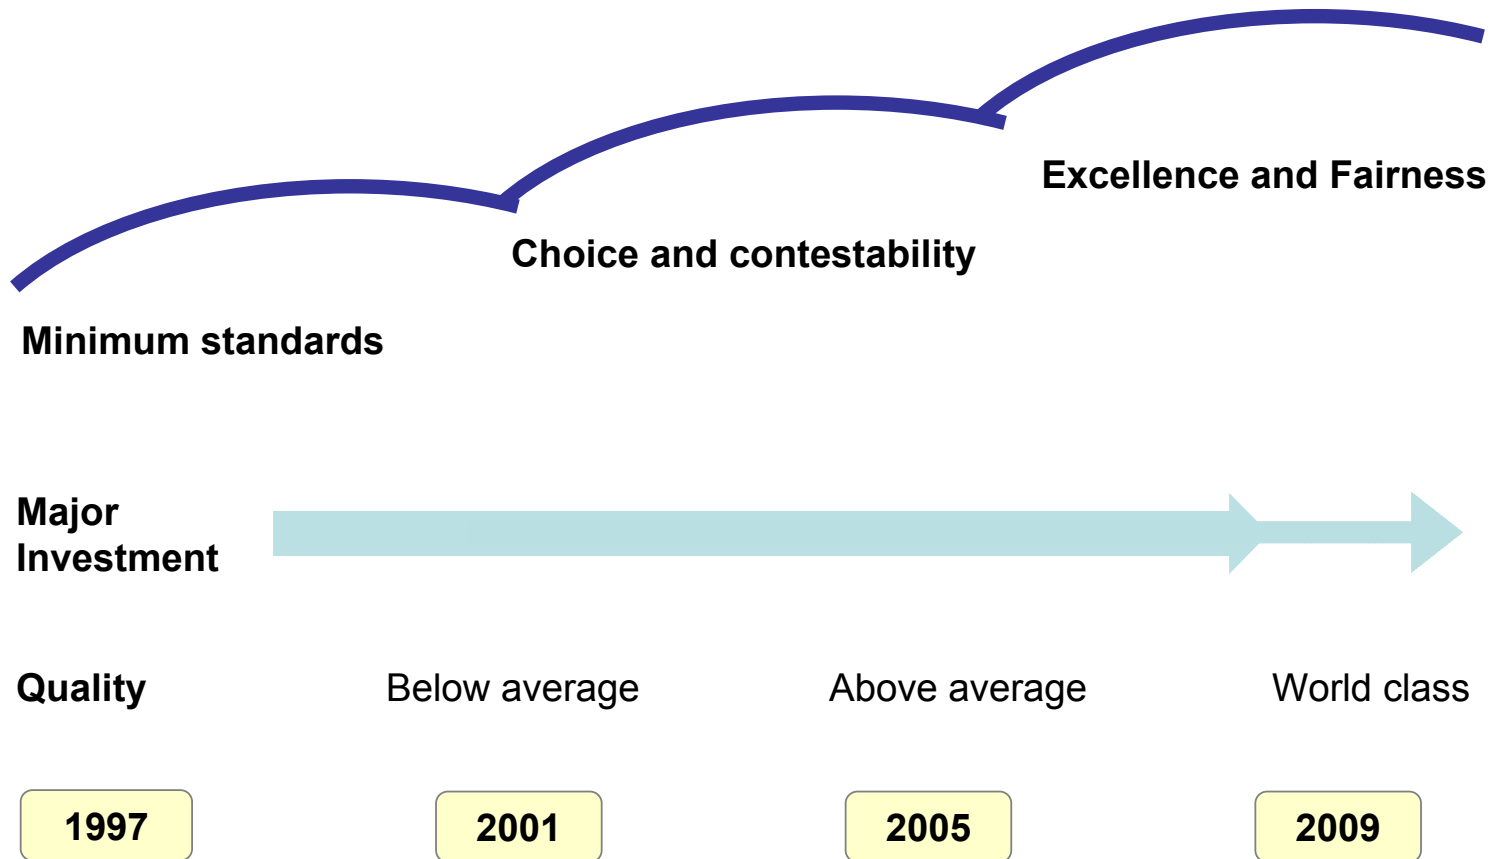 Excellence and Fairness
Choice and contestability
Minimum standards
Major
Investment
Quality Below average Above average World class
1997 2001 2005 2009